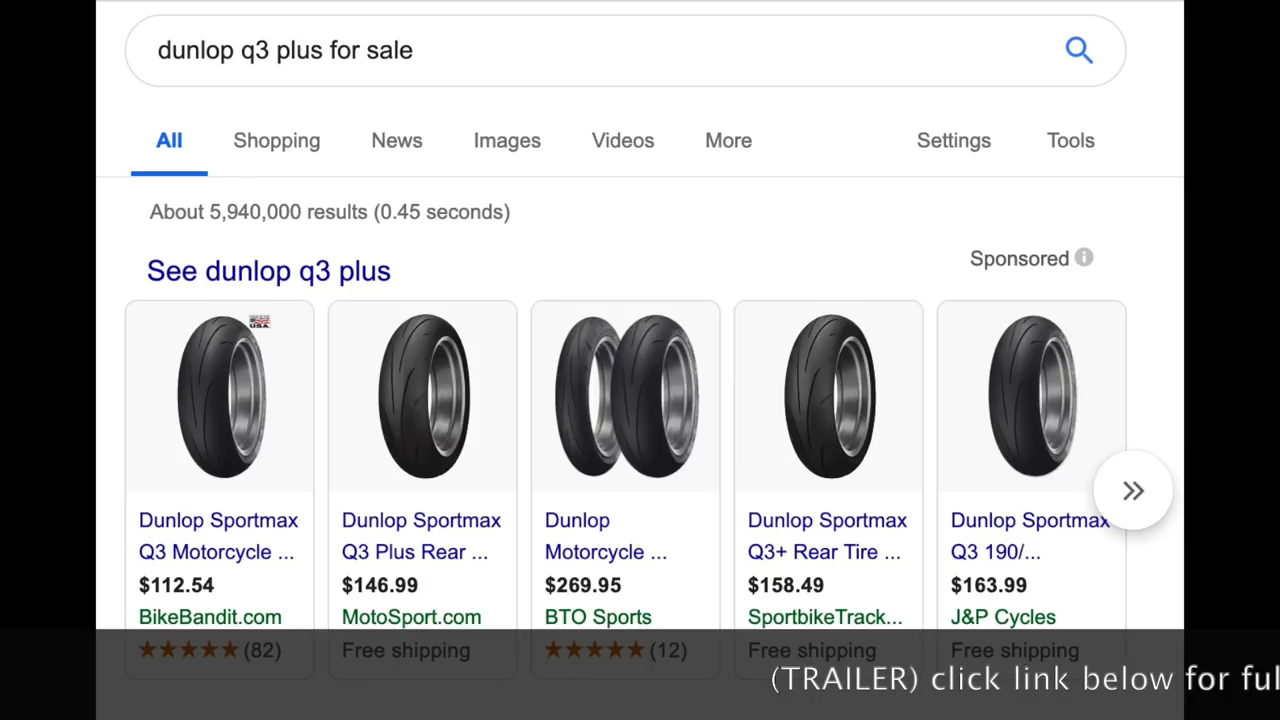 dunlop q3 plus for sale
All Shopping News Images Videos More Settings Tools
About 5,940,000 results (0.45 seconds)
See dunlop q3 plus
Sponsored
USA
Dunlop Sportmax
Q3 Motorcycle ...
$112.54
BikeBandit.com
(82)
Dunlop Sportmax
Q3 Plus Rear ...
$146.99
MotoSport.com
Free shipping
Dunlop
Motorcycle ...
$269.95
BTO Sports
(12)
Dunlop Sportmax
Q3+ Rear Tire ...
$158.49
SportbikeTrack...
Free shipping
Dunlop Sportmax
Q3 190/...
$163.99
J&P Cycles
Free shipping
(TRAILER) click link below for ful